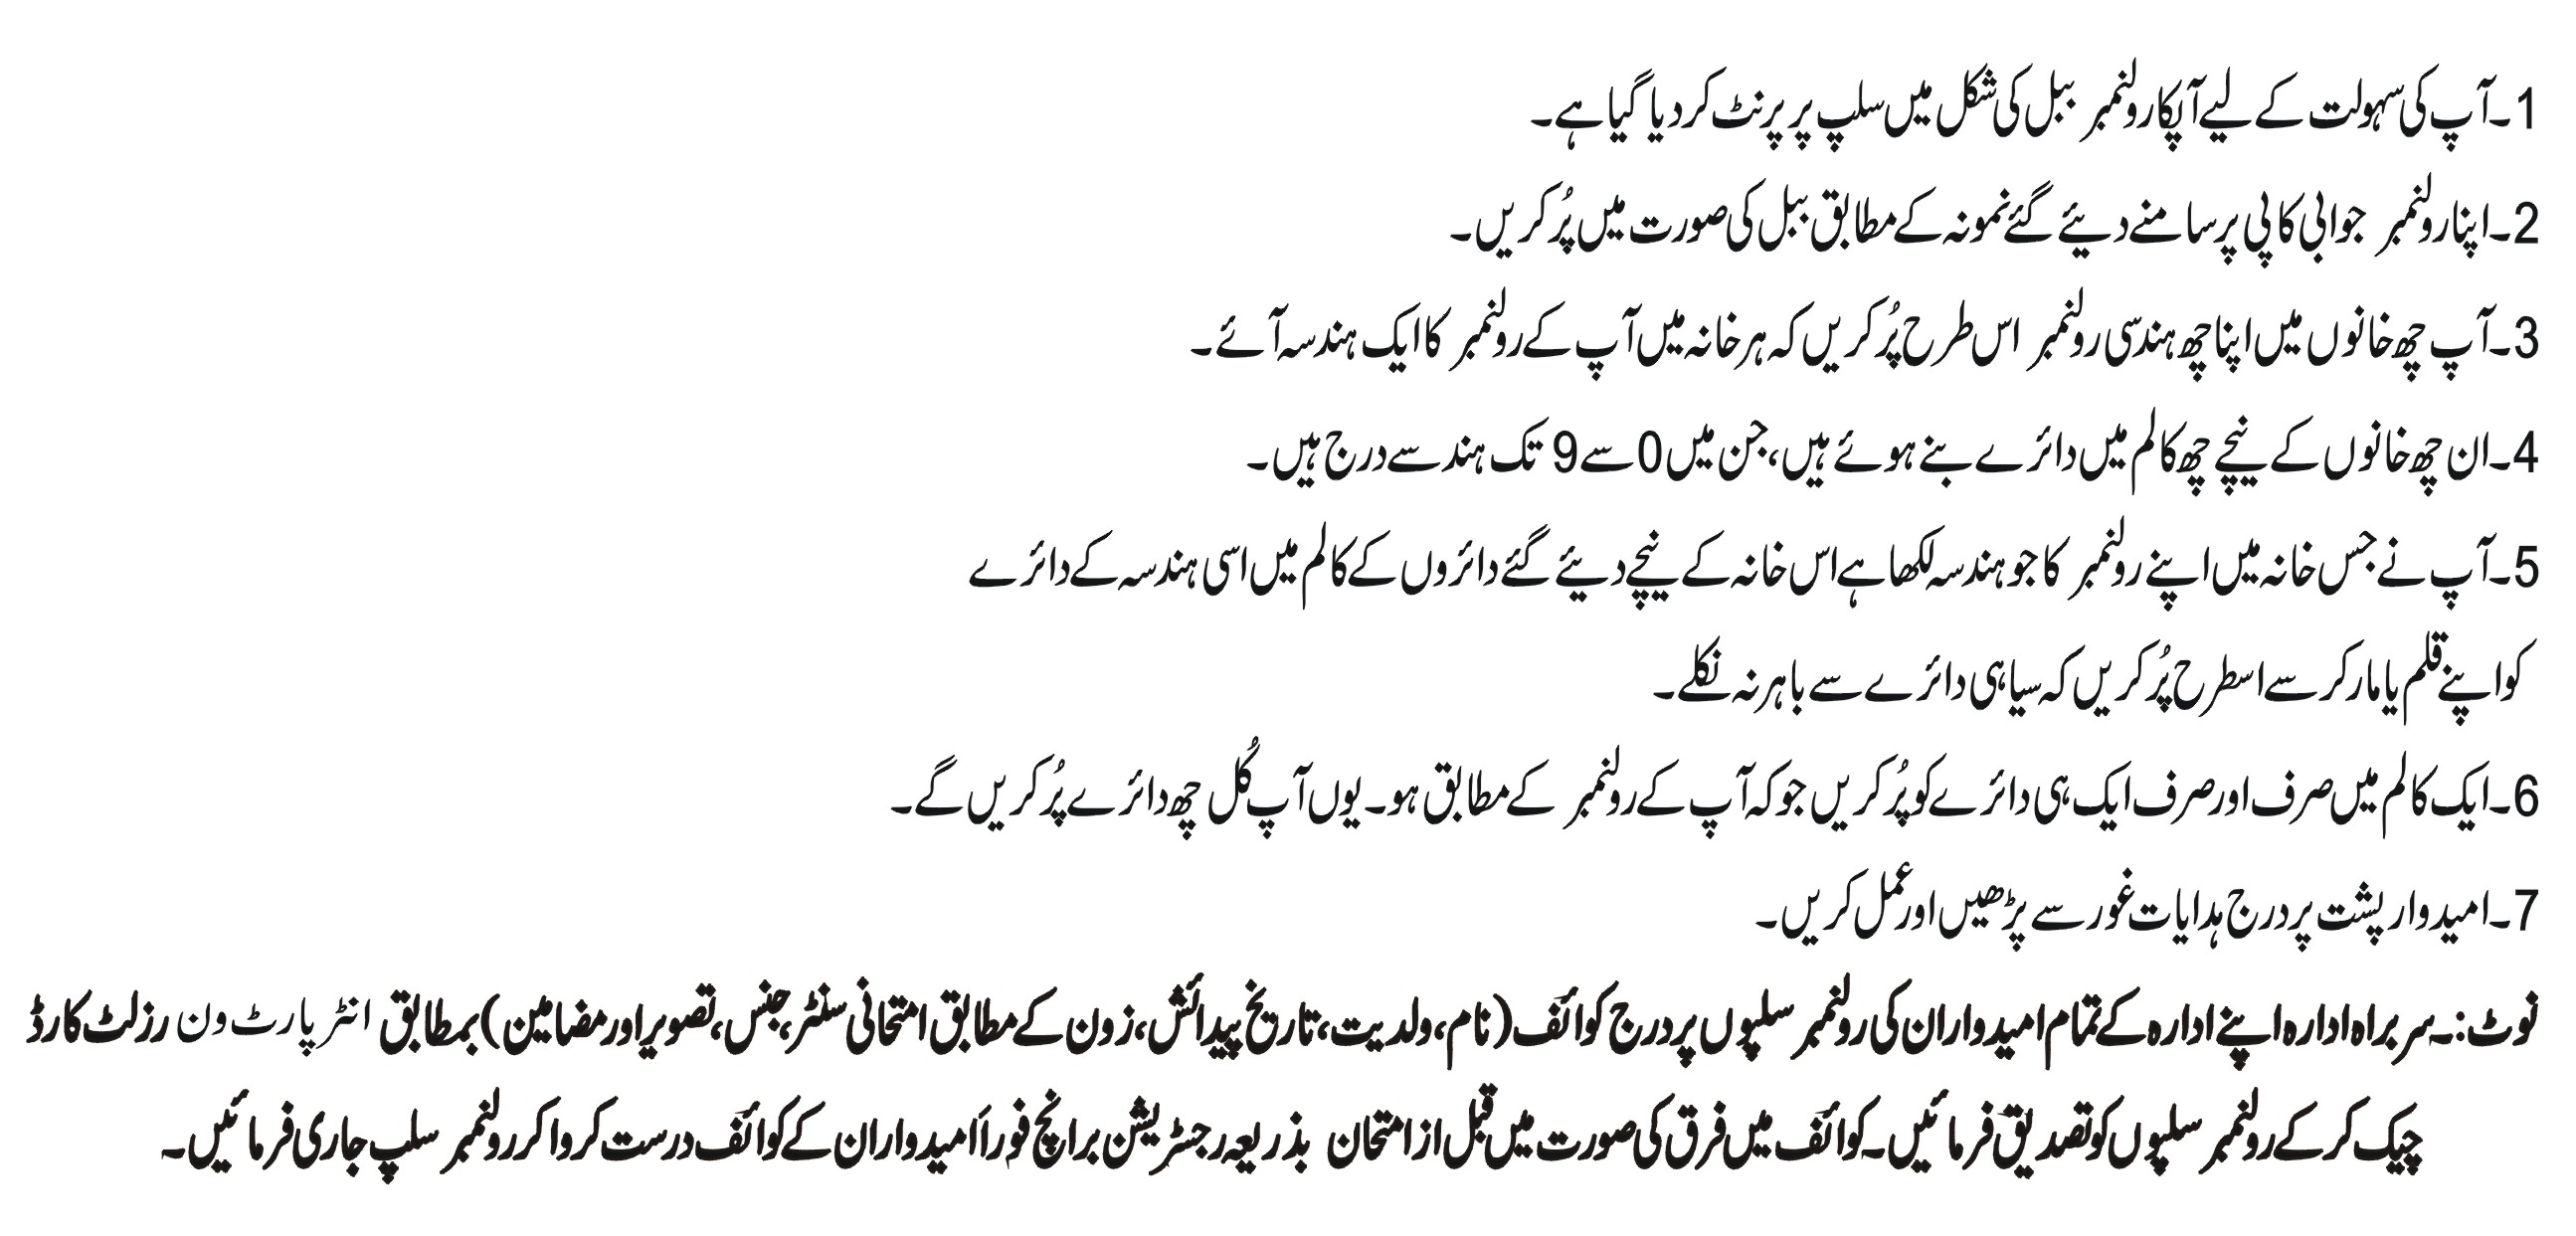 1۔آپ کی سہولت کے لیے آپکا رولنمبر ببل کی شکل میں سلپ پر پرنٹ کر دیا گیا ہے۔
2۔اپنا رولنمبر جوابی کاپی پر سامنے دیئے گئے نمونہ کے مطابق ببل کی صورت میں پُر کریں۔
3۔آپ چھ خانوں میں اپنا چھ ہندسی رولنمبر اس طرح پُر کریں کہ ہر خانہ میں آپ کے رولنمبر کا ایک ہندسہ آئے۔
4۔ان چھ خانوں کے نیچے چھ کالم میں دائرے بنے ہوئے ہیں، جن میں 0 سے 9 تک ہندسے درج ہیں۔
5۔آپ نے جس خانہ میں اپنے رولنمبر کا جو ہندسہ لکھا ہے اس خانہ کے نیچے دیئے گئے دائروں کے کالم میں اسی ہندسہ کے دائرے
کو اپنے قلم یا مارکر سے اسطرح پُر کریں کہ سیاہی دائرے سے باہر نہ نکلے۔
6۔ایک کالم میں صرف اور صرف ایک ہی دائرے کو پُر کریں جو کہ آپ کے رولنمبر کے مطابق ہو۔ یوں آپ کُل چھ دائرے پُر کریں گے۔
7۔امیدوار پشت پر درج ہدایات غور سے پڑھیں اور عمل کریں۔
نوٹ:۔سربراہ ادارہ اپنے ادارہ کے تمام امیدواران کی رولنمبر سلپوں پر درج کوائف (نام، ولدیت، تاریخ پیدائش، زون کے مطابق امتحانی سنٹر، جنس، تصویر اور مضامین) بمطابق انٹر پارٹ ون رزلٹ کارڈ
چیک کر کے رولنمبر سلپوں کو تصدیق فرمائیں۔ کوائف میں فرق کی صورت میں قبل از امتحان بذریعہ رجسٹریشن برانچ فوراً امیدواران کے کوائف درست کروا کر رولنمبر سلپ جاری فرمائیں۔